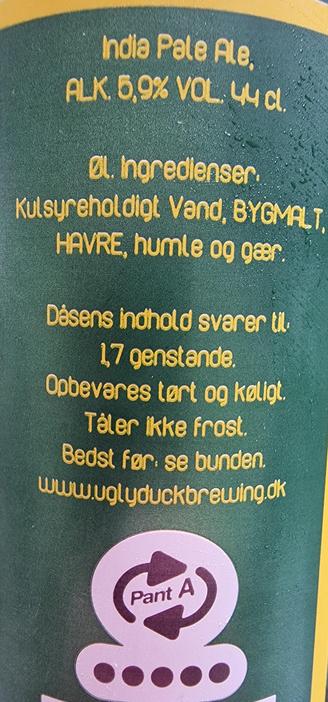 India Pale Ale,
ALK. 5,9% VOL. 44 cl.
Øl. Ingredienser:
Kulsyreholdigt Vand, BYGMALT,
HAVRE, humle og gær.
Dåsens indhold svarer til:
1,7 genstande.
Opbevares tørt og køligt.
Tåler ikke frost.
Bedst før: se bunden.
www.uglyduckbrewing.dk
Pant A